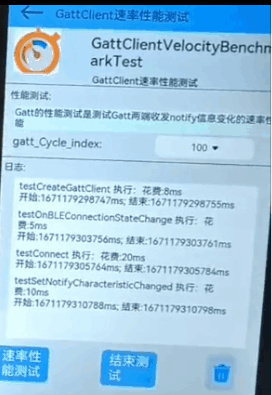 GattClient速率性能测试
GattClientVelocityBenchm
arkTest
GattClient速率性能测试
性能测试:
Gatt的性能测试是测试Gatt两端收发notify信息变化的速率性
能
gatt_Cycle_index:
100
日志:
testCreateGattClient 执行：花费:8ms
开始:1671179298747ms; 结束:1671179298755ms
testOnBLEConnectionStateChange 执行：花
费:5ms
开始:1671179303756ms; 结束:1671179303761ms
testConnect 执行：花费:20ms
开始:1671179305764ms; 结束:1671179305784ms
testSetNotifyCharacteristicChanged 执行：花
费:10ms
开始:1671179310788ms; 结束:1671179310798ms
速率性
能测试
结束测
试